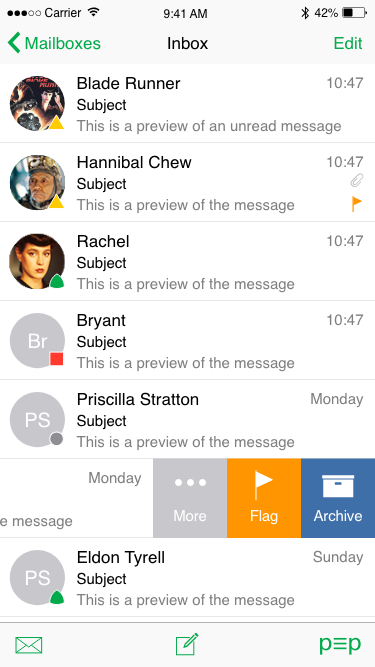 Carrier 9:41 AM 42%
Mailboxes Inbox Edit
Blade Runner 10:47
Subject
This is a preview of an unread message
Hannibal Chew 10:47
Subject
This is a preview of the message
Rachel 10:47
Subject
This is a preview of the message
Br Bryant 10:47
Subject
This is a preview of the message
PS Priscilla Stratton Monday
Subject
This is a preview of the message
Monday
e message
More Flag Archive
PS Eldon Tyrell Sunday
Subject
This is a preview of the message
p≡p